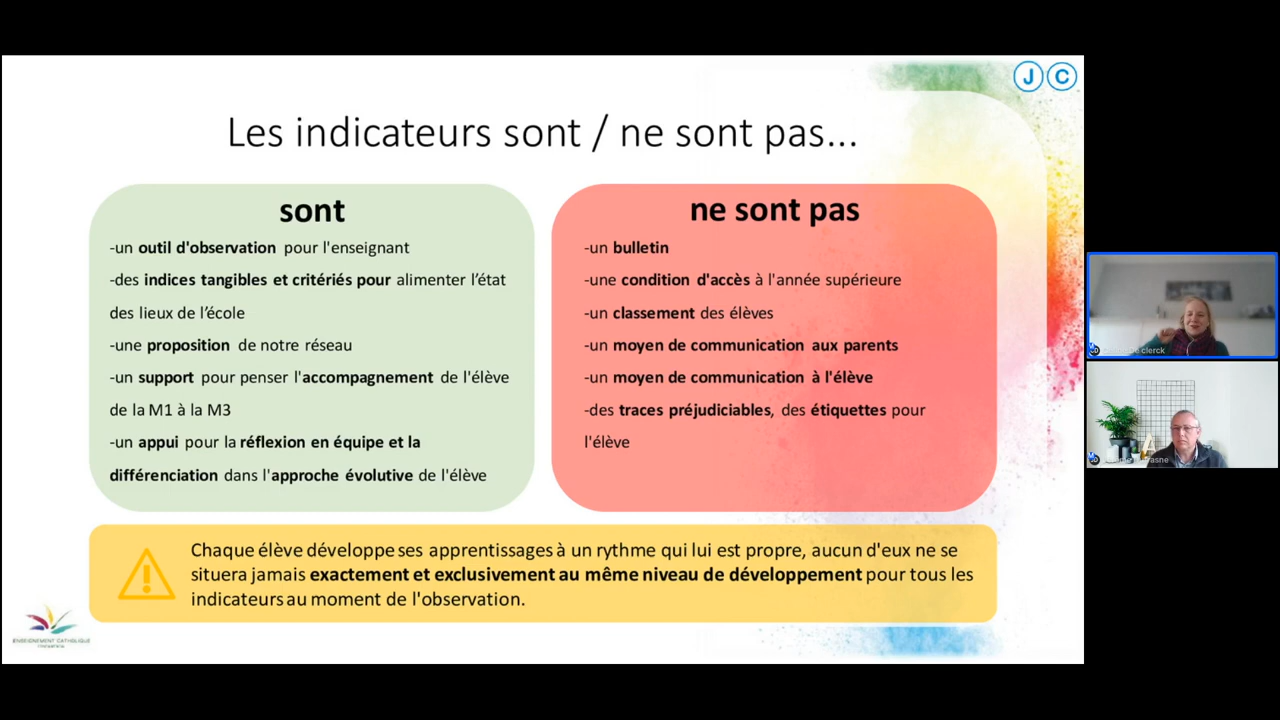 J C
Les indicateurs sont / ne sont pas...
sont
-un outil d'observation pour l'enseignant
-des indices tangibles et critériés pour alimenter l’état
des lieux de l’école
-une proposition de notre réseau
-un support pour penser l'accompagnement de l'élève
de la M1 à la M3
-un appui pour la réflexion en équipe et la
différenciation dans l'approche évolutive de l'élève
ne sont pas
-un bulletin
-une condition d'accès à l'année supérieure
-un classement des élèves
-un moyen de communication aux parents
-un moyen de communication à l'élève
-des traces préjudiciables, des étiquettes pour
l'élève
Chaque élève développe ses apprentissages à un rythme qui lui est propre, aucun d'eux ne se
situera jamais exactement et exclusivement au même niveau de développement pour tous les
indicateurs au moment de l'observation.
ENSEIGNEMENT CATHOLIQUE
clerck